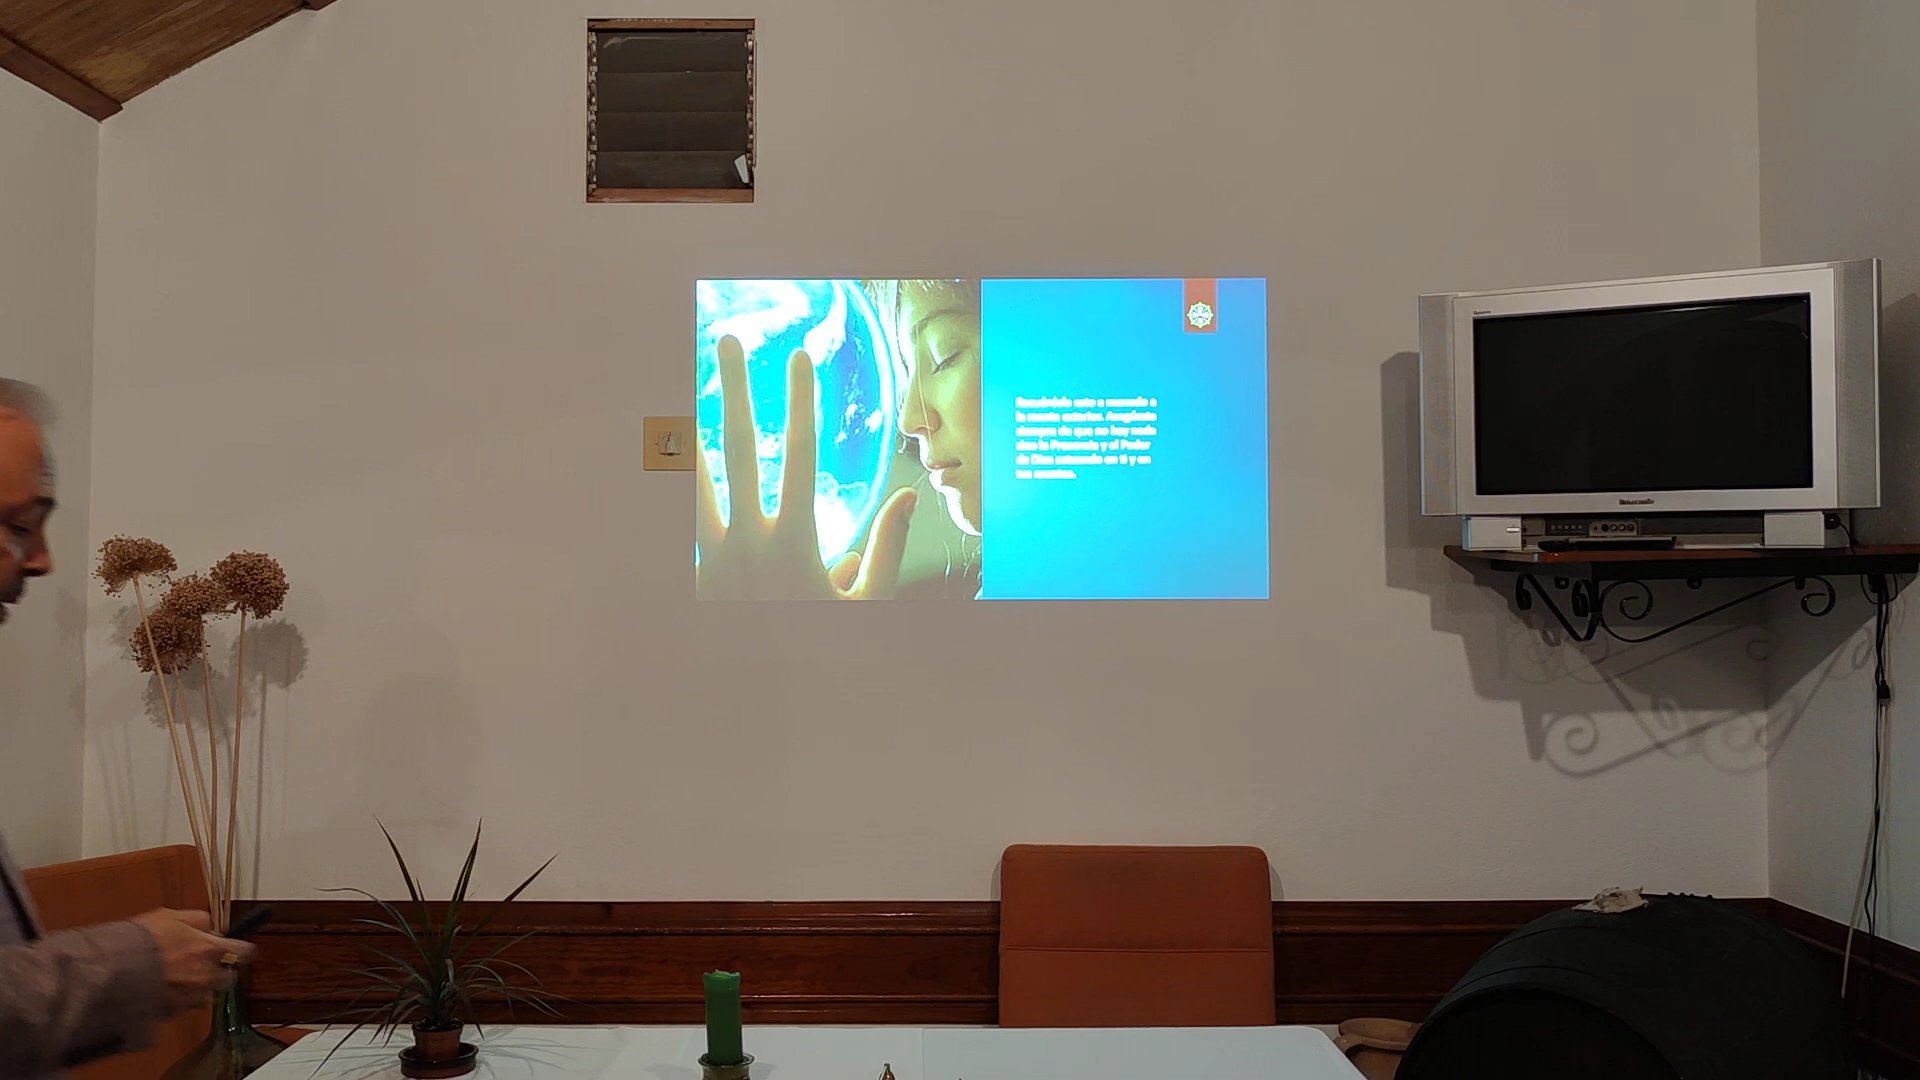 Recuérdale esto a menudo a
la mente exterior. Asegúrate
siempre de que no hay nada
sino la Presencia y el Poder
de Dios actuando en ti y en
tus asuntos.